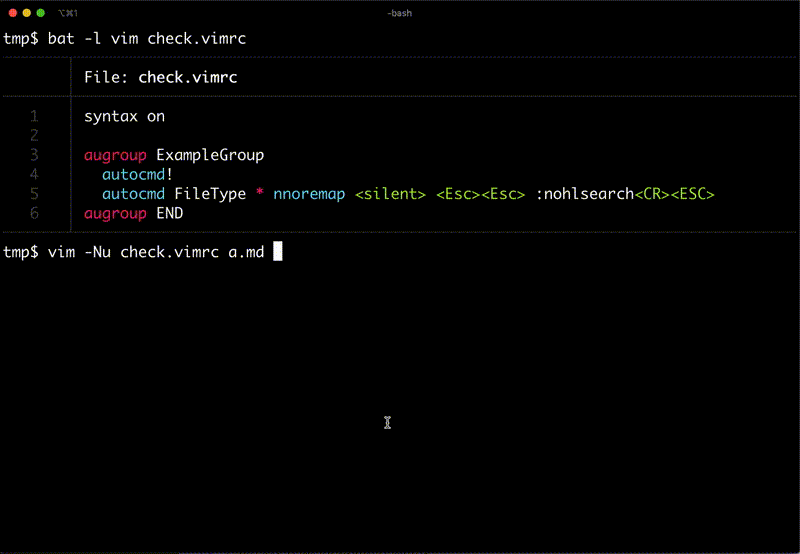 ⌥⌘1
-bash
tmp$ bat -l vim check.vimrc
File: check.vimrc
1 syntax on
2
3 augroup ExampleGroup
4 autocmd!
5 autocmd FileType * nnoremap <silent> <Esc><Esc> :nohlsearch<CR><ESC>
6 augroup END
tmp$ vim -Nu check.vimrc a.md